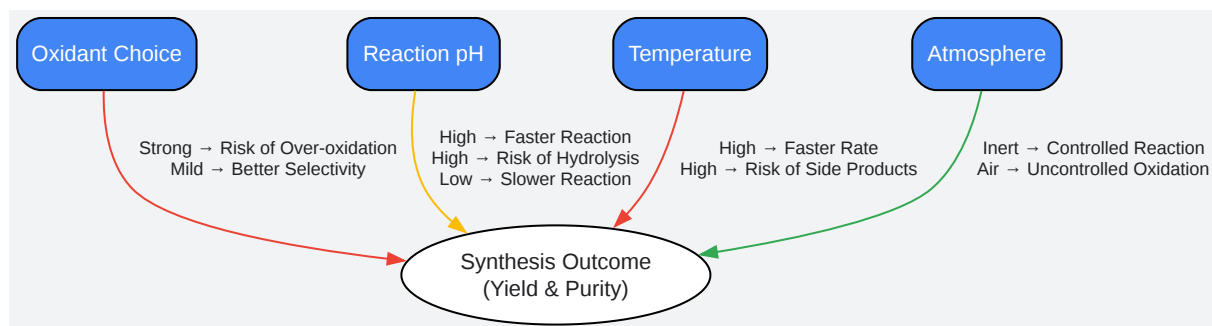 Oxidant Choice
Reaction pH
Temperature
Atmosphere
Strong → Risk of Over-oxidation
Mild → Better Selectivity
High → Faster Reaction
High → Risk of Hydrolysis
Low → Slower Reaction
High → Faster Rate
High → Risk of Side Products
Inert → Controlled Reaction
Air → Uncontrolled Oxidation
Synthesis Outcome
(Yield & Purity)